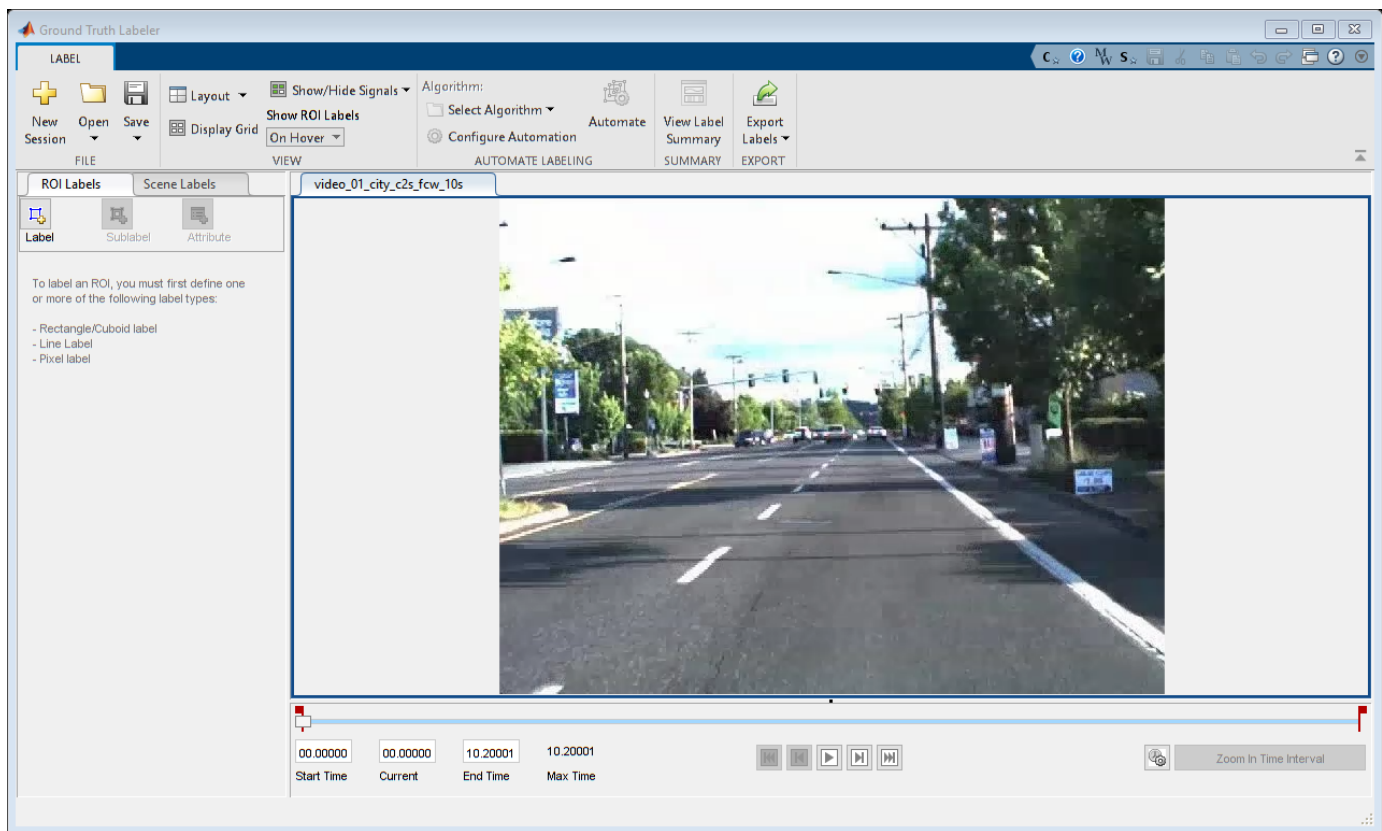 Ground Truth Labeler
LABEL
New Session
Open
Save
FILE
Layout
Display Grid
Show/Hide Signals
Show ROI Labels
On Hover
VIEW
Algorithm:
Select Algorithm
Configure Automation
Automate
AUTOMATE LABELING
View Label Summary
SUMMARY
Export Labels
EXPORT
ROI Labels
Scene Labels
Label
Sublabel
Attribute
To label an ROI, you must first define one
or more of the following label types:
- Rectangle/Cuboid label
- Line Label
- Pixel label
video_01_city_c2s_fcw_10s
00.00000
00.00000
10.20001
10.20001
Start Time
Current
End Time
Max Time
Zoom In Time Interval